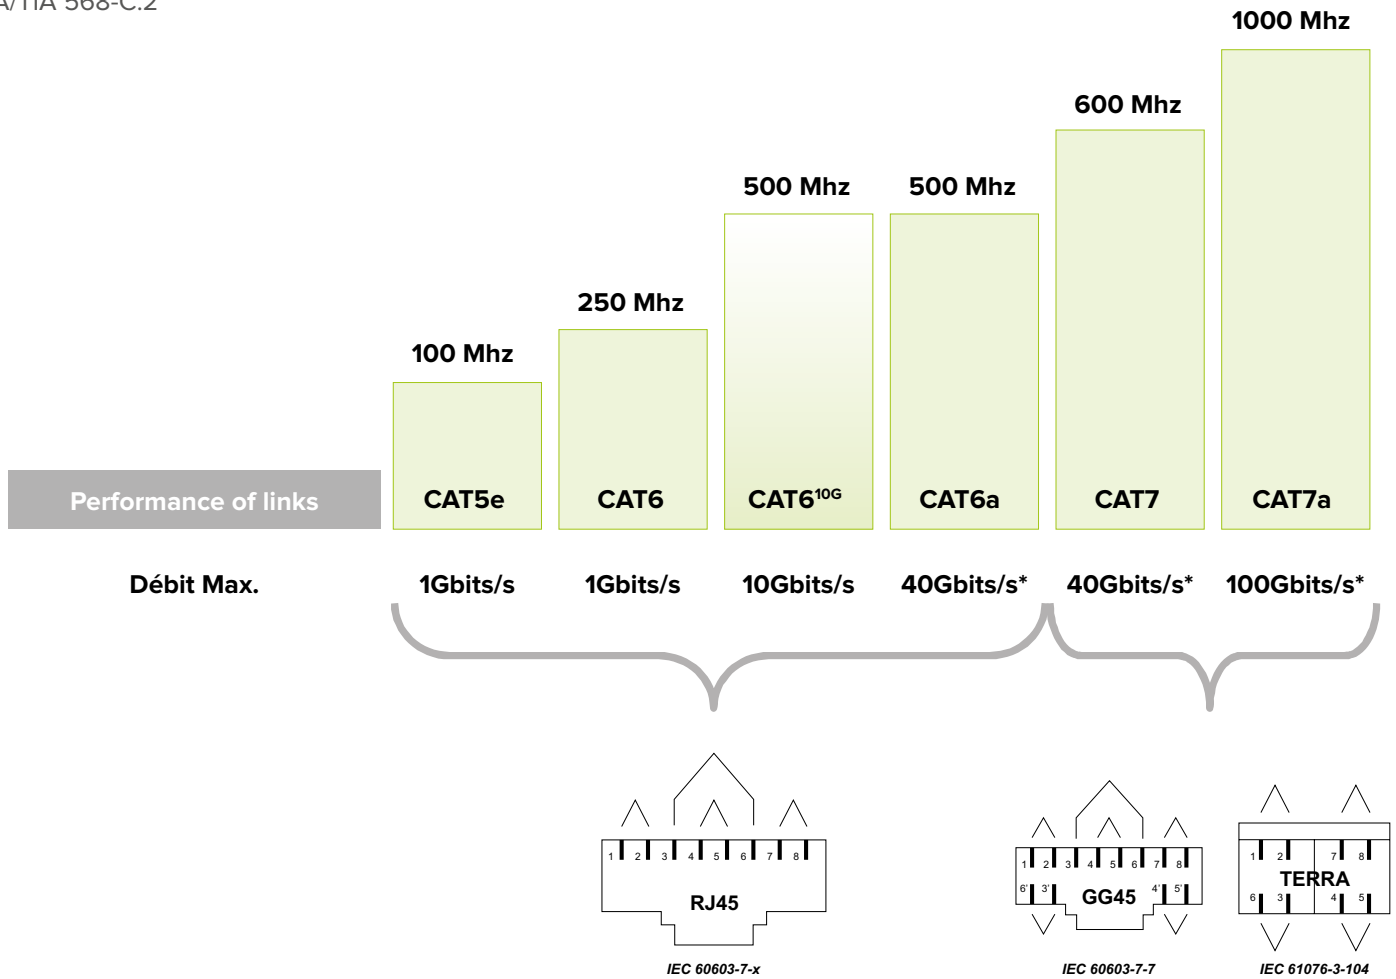 568-C.2
1000 Mhz
600 Mhz
500 Mhz 500 Mhz
250 Mhz
100 Mhz
Performance of links CAT5e CAT6 CAT6¹⁰ᴳ CAT6a CAT7 CAT7a
Débit Max. 1Gbits/s 1Gbits/s 10Gbits/s 40Gbits/s* 40Gbits/s* 100Gbits/s*
1 2 3 4 5 6 7 8
RJ45
IEC 60603-7-x
1 2 3 4 5 6 7 8
6' 3' GG45 4' 5'
IEC 60603-7-7
1 2 7 8
TERRA
6 3 4 5
IEC 61076-3-104